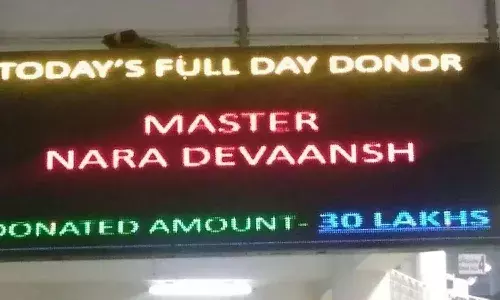 TODAY'S FULL DAY DONOR
MASTER
NARA DEVAANSH
DONATED AMOUNT- 30 LAKHS